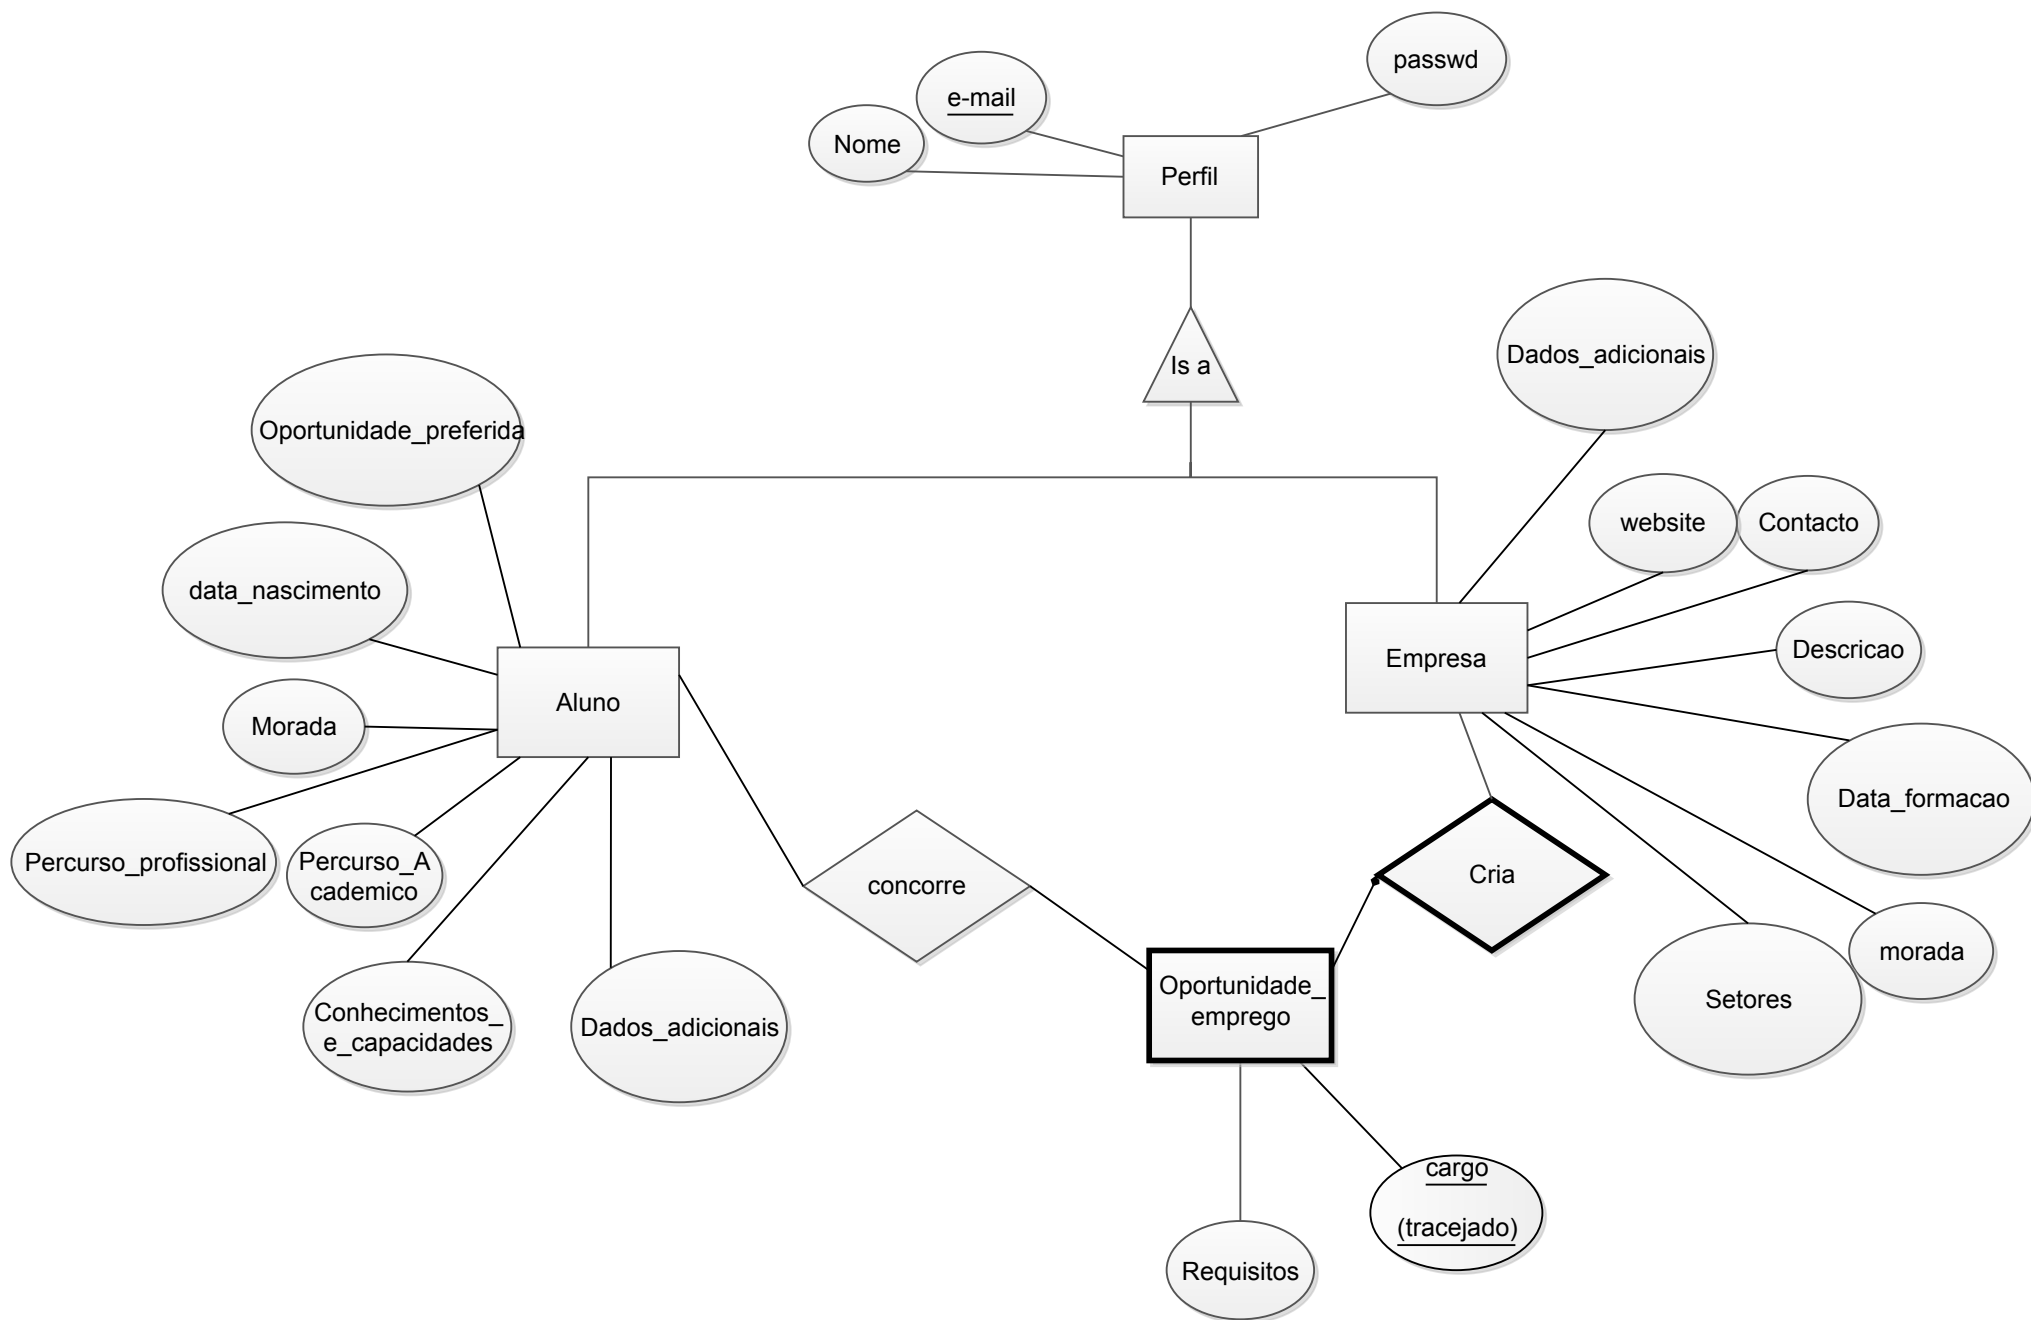 passwd
e-mail
Nome
Perfil
Is a
Dados_adicionais
Oportunidade_preferida
website
Contacto
data_nascimento
Descricao
Empresa
Aluno
Morada
Data_formacao
Percurso_profissional
Percurso_A
cademico
concorre
Cria
morada
Oportunidade_
emprego
Setores
Conhecimentos_
e_capacidades
Dados_adicionais
cargo
(tracejado)
Requisitos